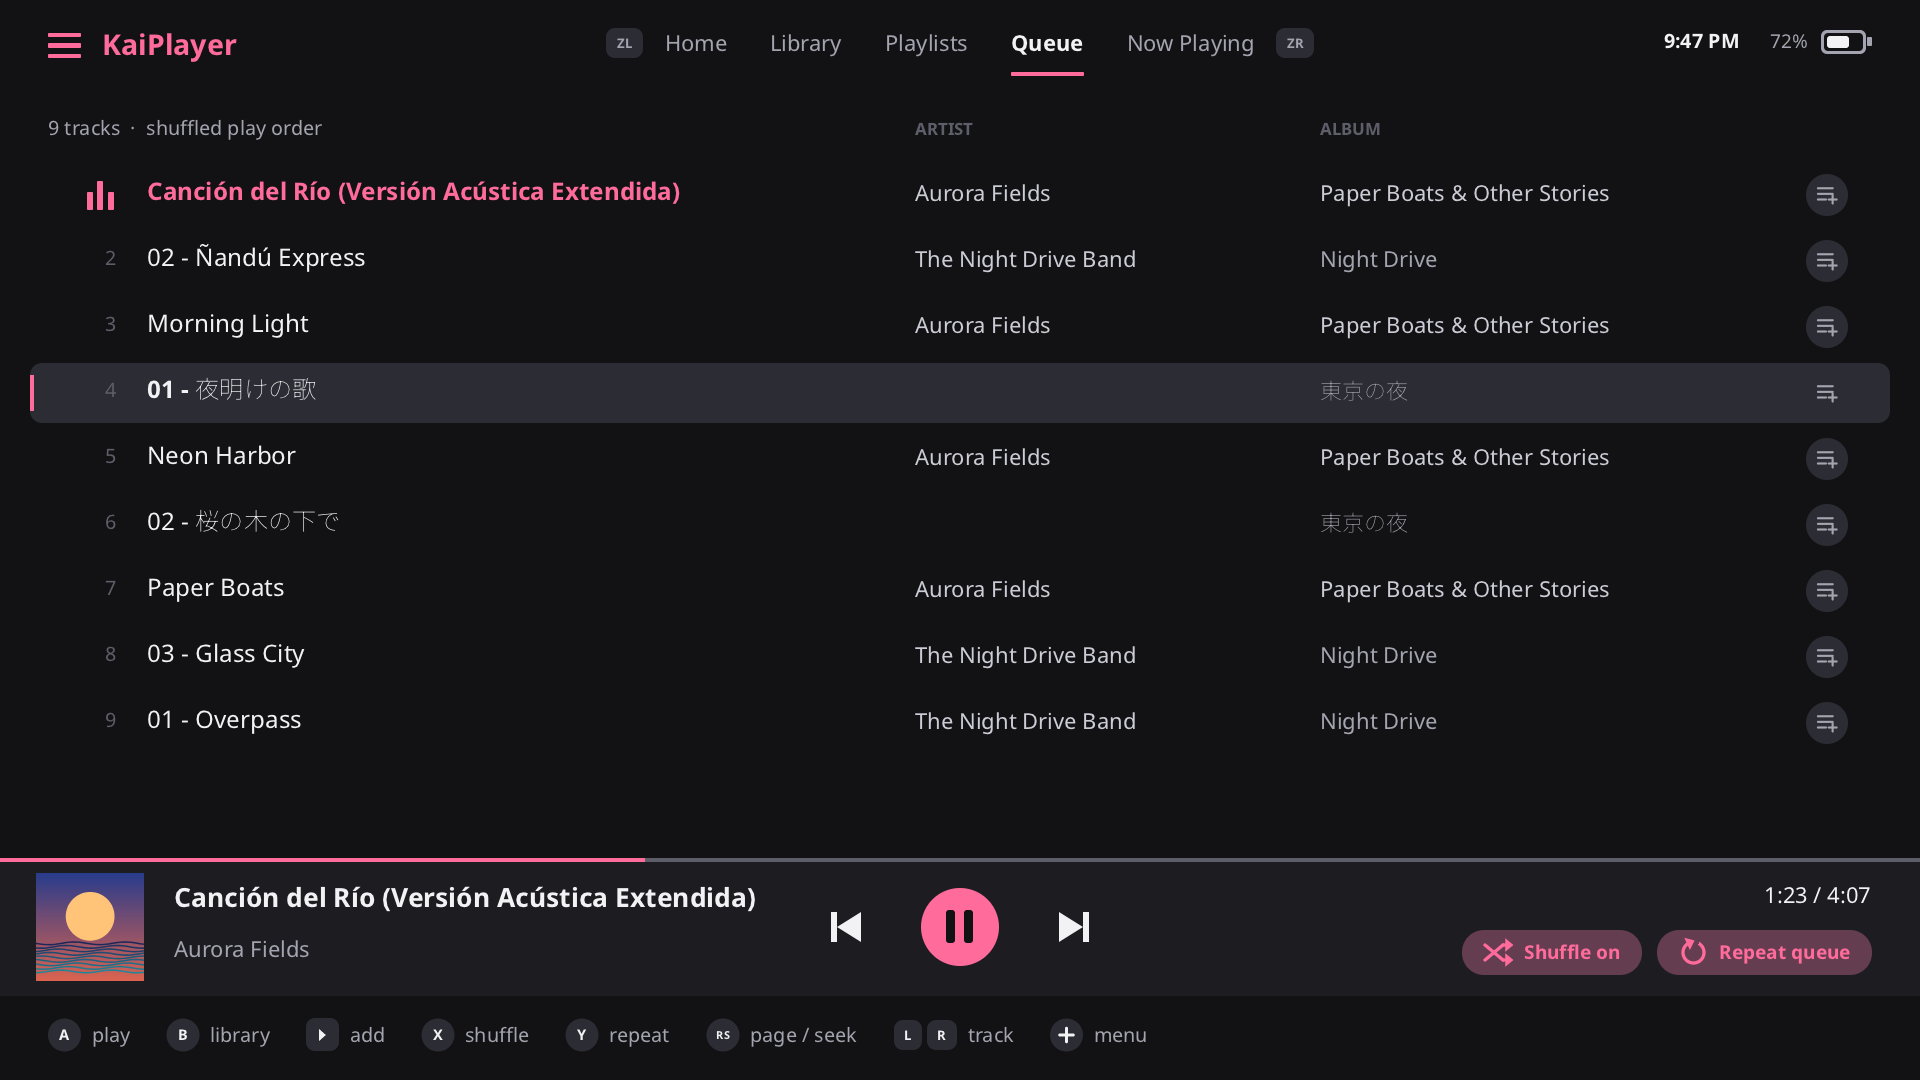 KaiPlayer
ZL Home Library Playlists Queue Now Playing ZR
9:47 PM 72%
9 tracks · shuffled play order ARTIST ALBUM
Canción del Río (Versión Acústica Extendida) Aurora Fields Paper Boats & Other Stories
2 02 - Ñandú Express The Night Drive Band Night Drive
3 Morning Light Aurora Fields Paper Boats & Other Stories
4 01 - 夜明けの歌 東京の夜
5 Neon Harbor Aurora Fields Paper Boats & Other Stories
6 02 - 桜の木の下で 東京の夜
7 Paper Boats Aurora Fields Paper Boats & Other Stories
8 03 - Glass City The Night Drive Band Night Drive
9 01 - Overpass The Night Drive Band Night Drive
Canción del Río (Versión Acústica Extendida)
Aurora Fields
1:23 / 4:07
Shuffle on Repeat queue
A play B library add X shuffle Y repeat RS page / seek L R track menu